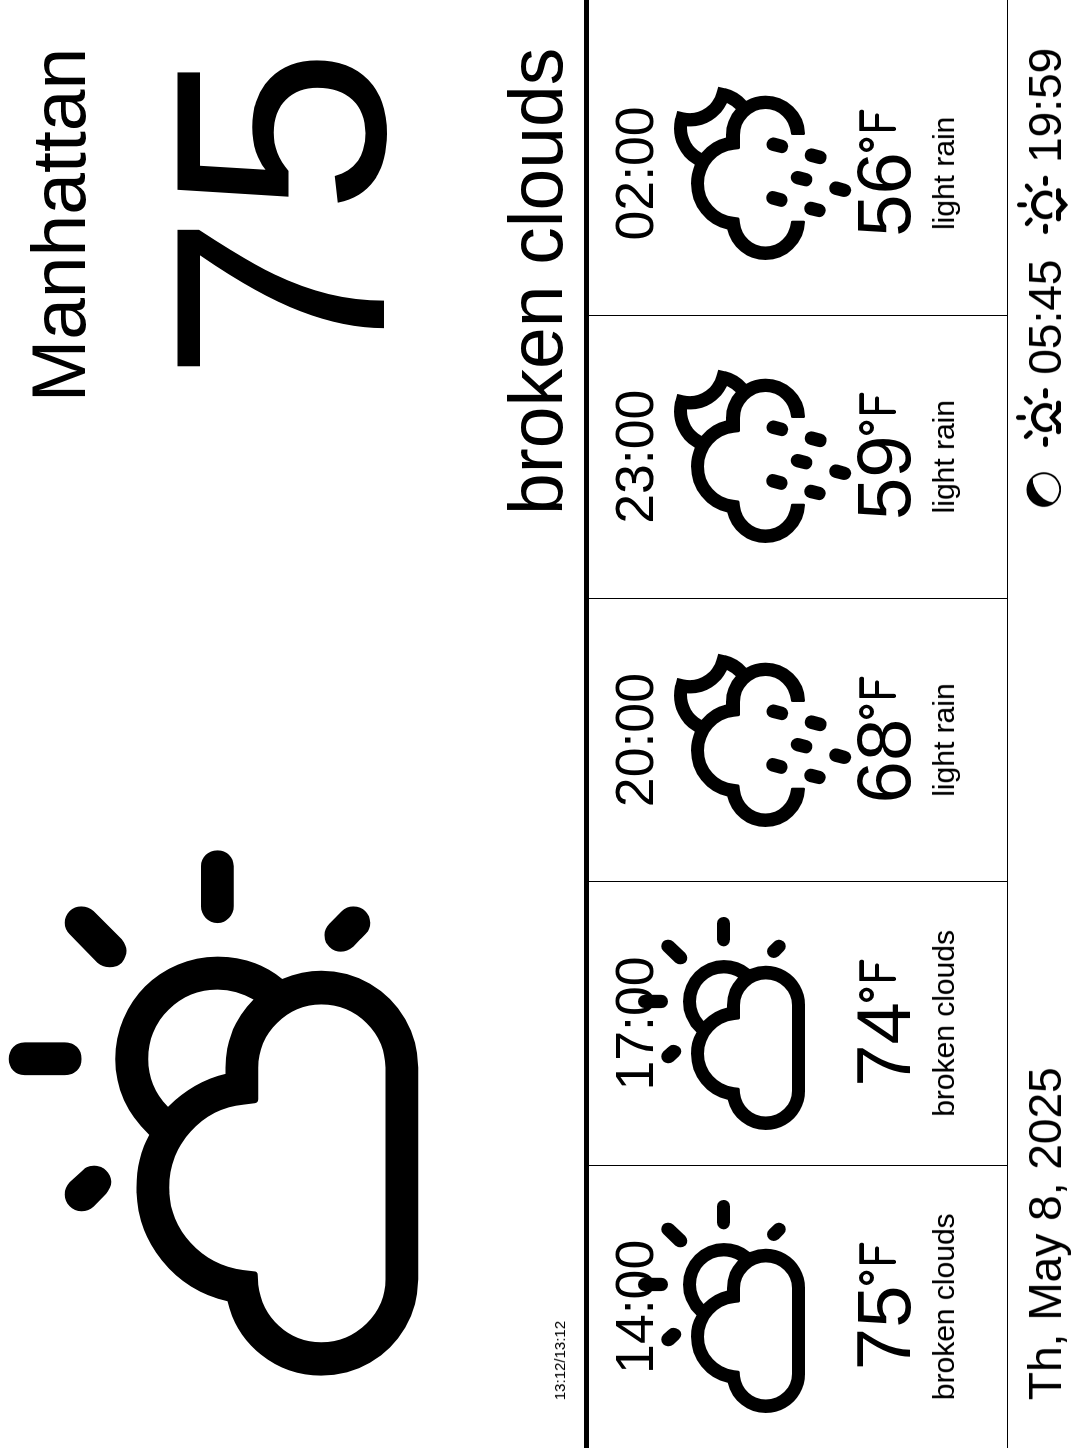 Manhattan
75
broken clouds
13:12/13:12
14:00
75°F
broken clouds
17:00
74°F
broken clouds
20:00
68°F
light rain
23:00
59°F
light rain
02:00
56°F
light rain
Th, May 8, 2025
05:45 19:59